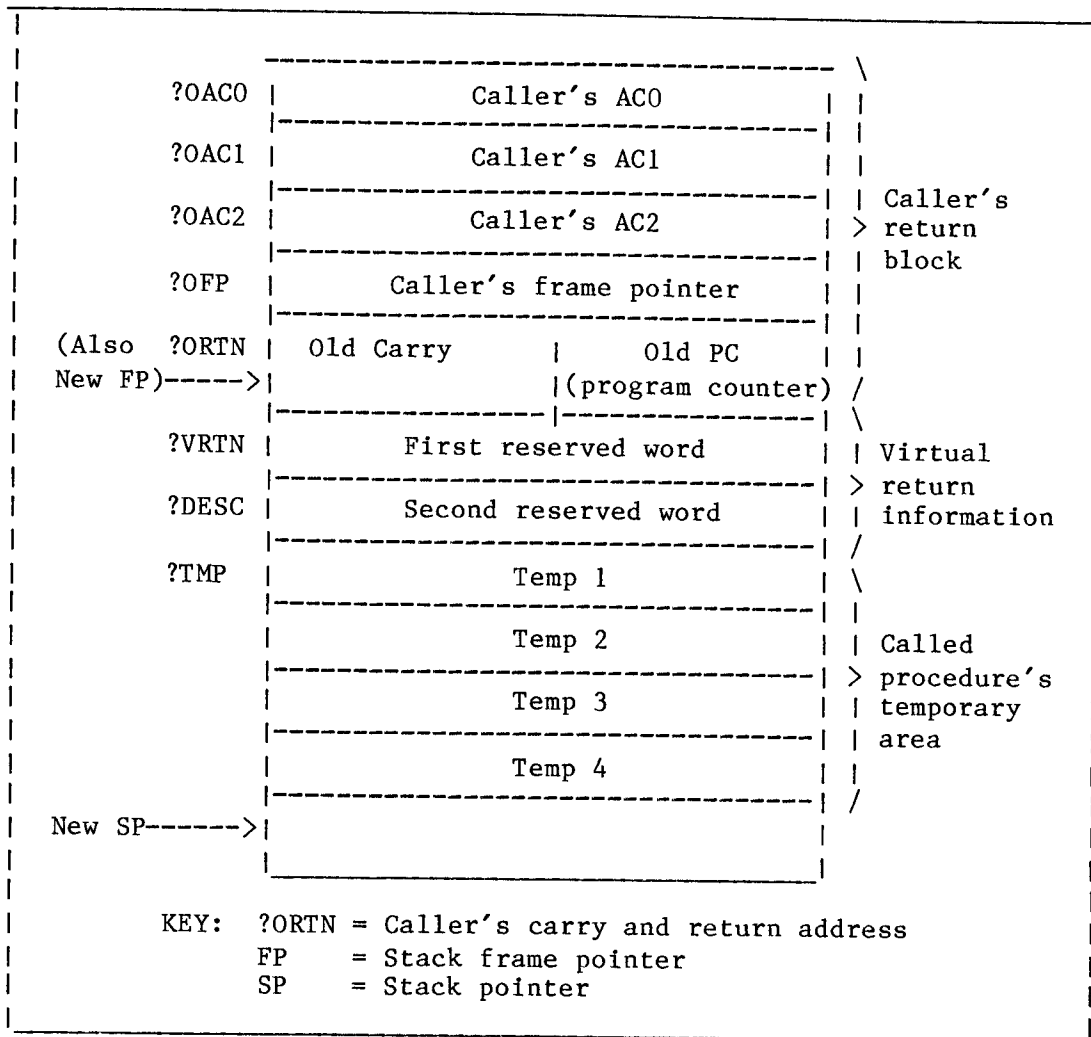 ?OAC0 Caller's AC0
?OAC1 Caller's AC1
?OAC2 Caller's AC2
Caller's
return
block
?OFP Caller's frame pointer
(Also ?ORTN Old Carry Old PC
New FP)-----> (program counter)
?VRTN First reserved word
?DESC Second reserved word
Virtual
return
information
?TMP Temp 1
Temp 2
Temp 3
Temp 4
Called
procedure's
temporary
area
New SP------>
KEY: ?ORTN = Caller's carry and return address
FP = Stack frame pointer
SP = Stack pointer